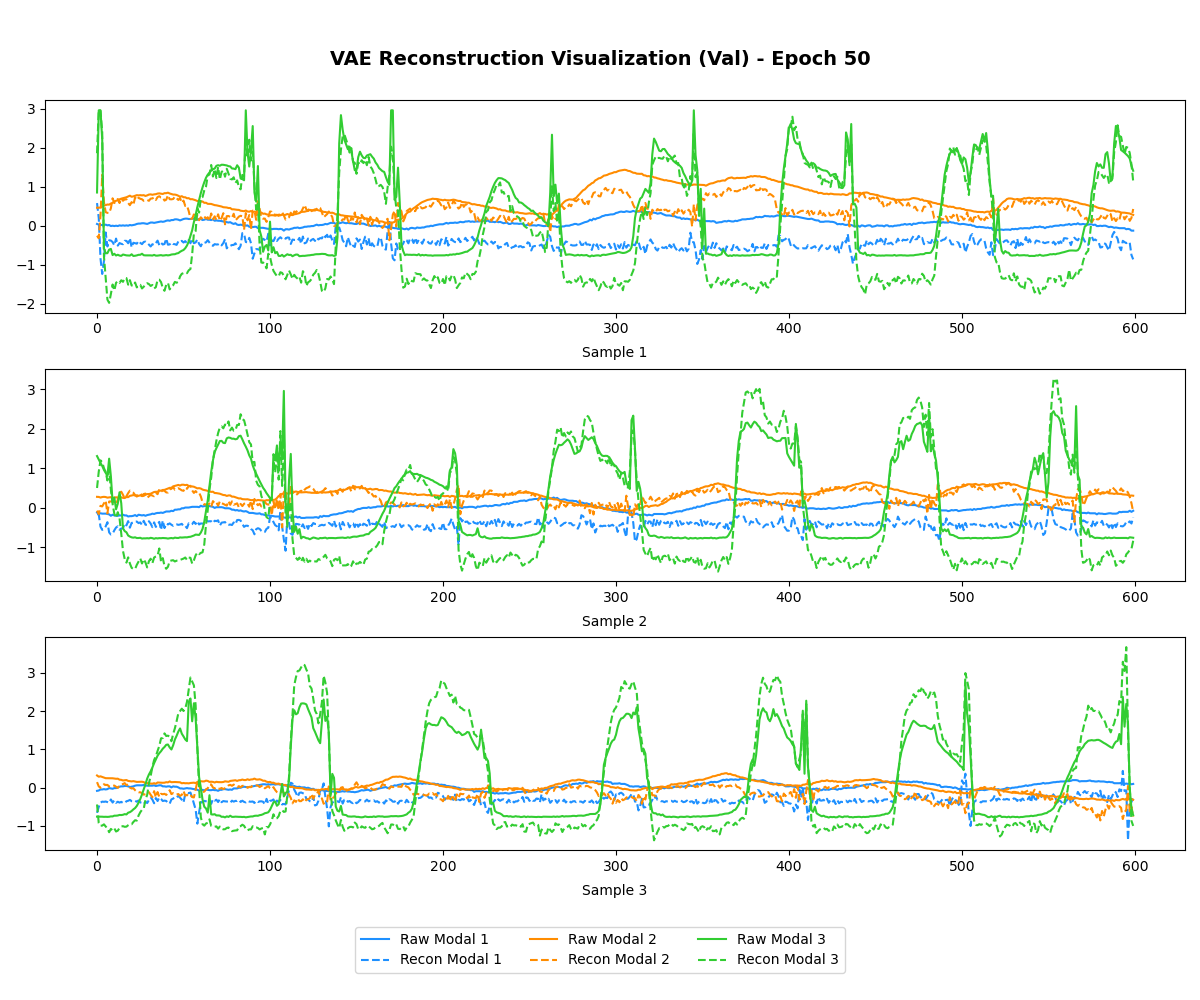 VAE Reconstruction Visualization (Val) - Epoch 50
3
2
1
0
−1
−2
0 100 200 300 400 500 600
Sample 1
3
2
1
0
−1
0 100 200 300 400 500 600
Sample 2
3
2
1
0
−1
0 100 200 300 400 500 600
Sample 3
Raw Modal 1 Raw Modal 2 Raw Modal 3
Recon Modal 1 Recon Modal 2 Recon Modal 3